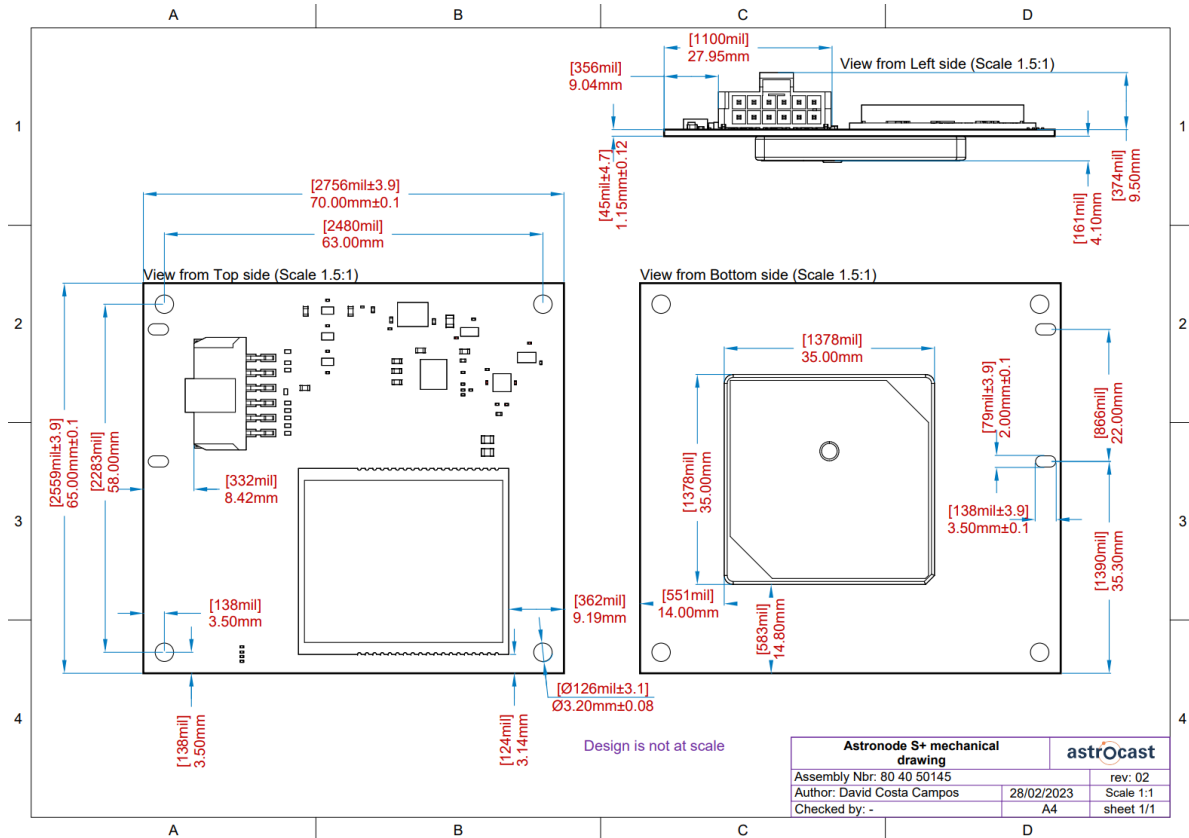 A B C D
[1100mil]
27.95mm
View from Left side (Scale 1.5:1)
[356mil]
9.04mm
1 1
[45mil±4.7]
1.15mm±0.12
[374mil]
9.50mm
[161mil]
4.10mm
[2756mil±3.9]
70.00mm±0.1
[2480mil]
63.00mm
View from Top side (Scale 1.5:1)
View from Bottom side (Scale 1.5:1)
2 2
[1378mil]
35.00mm
[79mil±3.9]
2.00mm±0.1
[866mil]
22.00mm
[2559mil±3.9]
65.00mm±0.1
[2283mil]
58.00mm
[332mil]
8.42mm
[1378mil]
35.00mm
3 3
[138mil±3.9]
3.50mm±0.1
[1390mil]
35.30mm
[138mil]
3.50mm
[362mil]
9.19mm
[551mil]
14.00mm
[583mil]
14.80mm
[Ø126mil±3.1]
Ø3.20mm±0.08
4 4
[138mil]
3.50mm
[124mil]
3.14mm
Design is not at scale
Astronode S+ mechanical
drawing
astrocast
Assembly Nbr: 80 40 50145 rev: 02
Author: David Costa Campos 28/02/2023 Scale 1:1
Checked by: - A4 sheet 1/1
A B C D